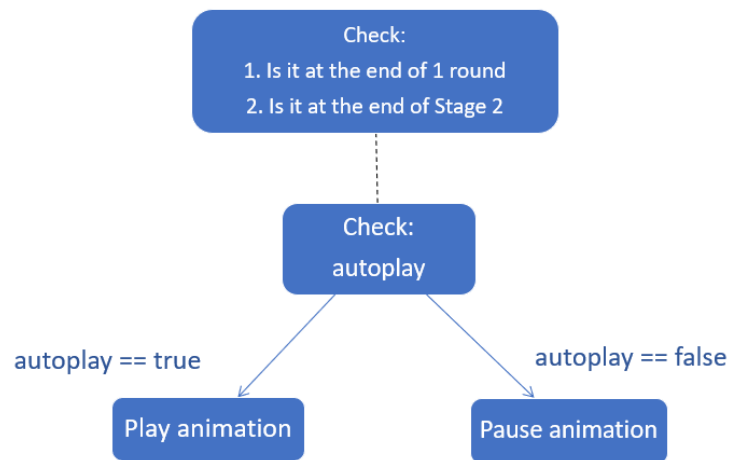 Check:
1. Is it at the end of 1 round
2. Is it at the end of Stage 2
Check:
autoplay
autoplay == true
autoplay == false
Play animation
Pause animation